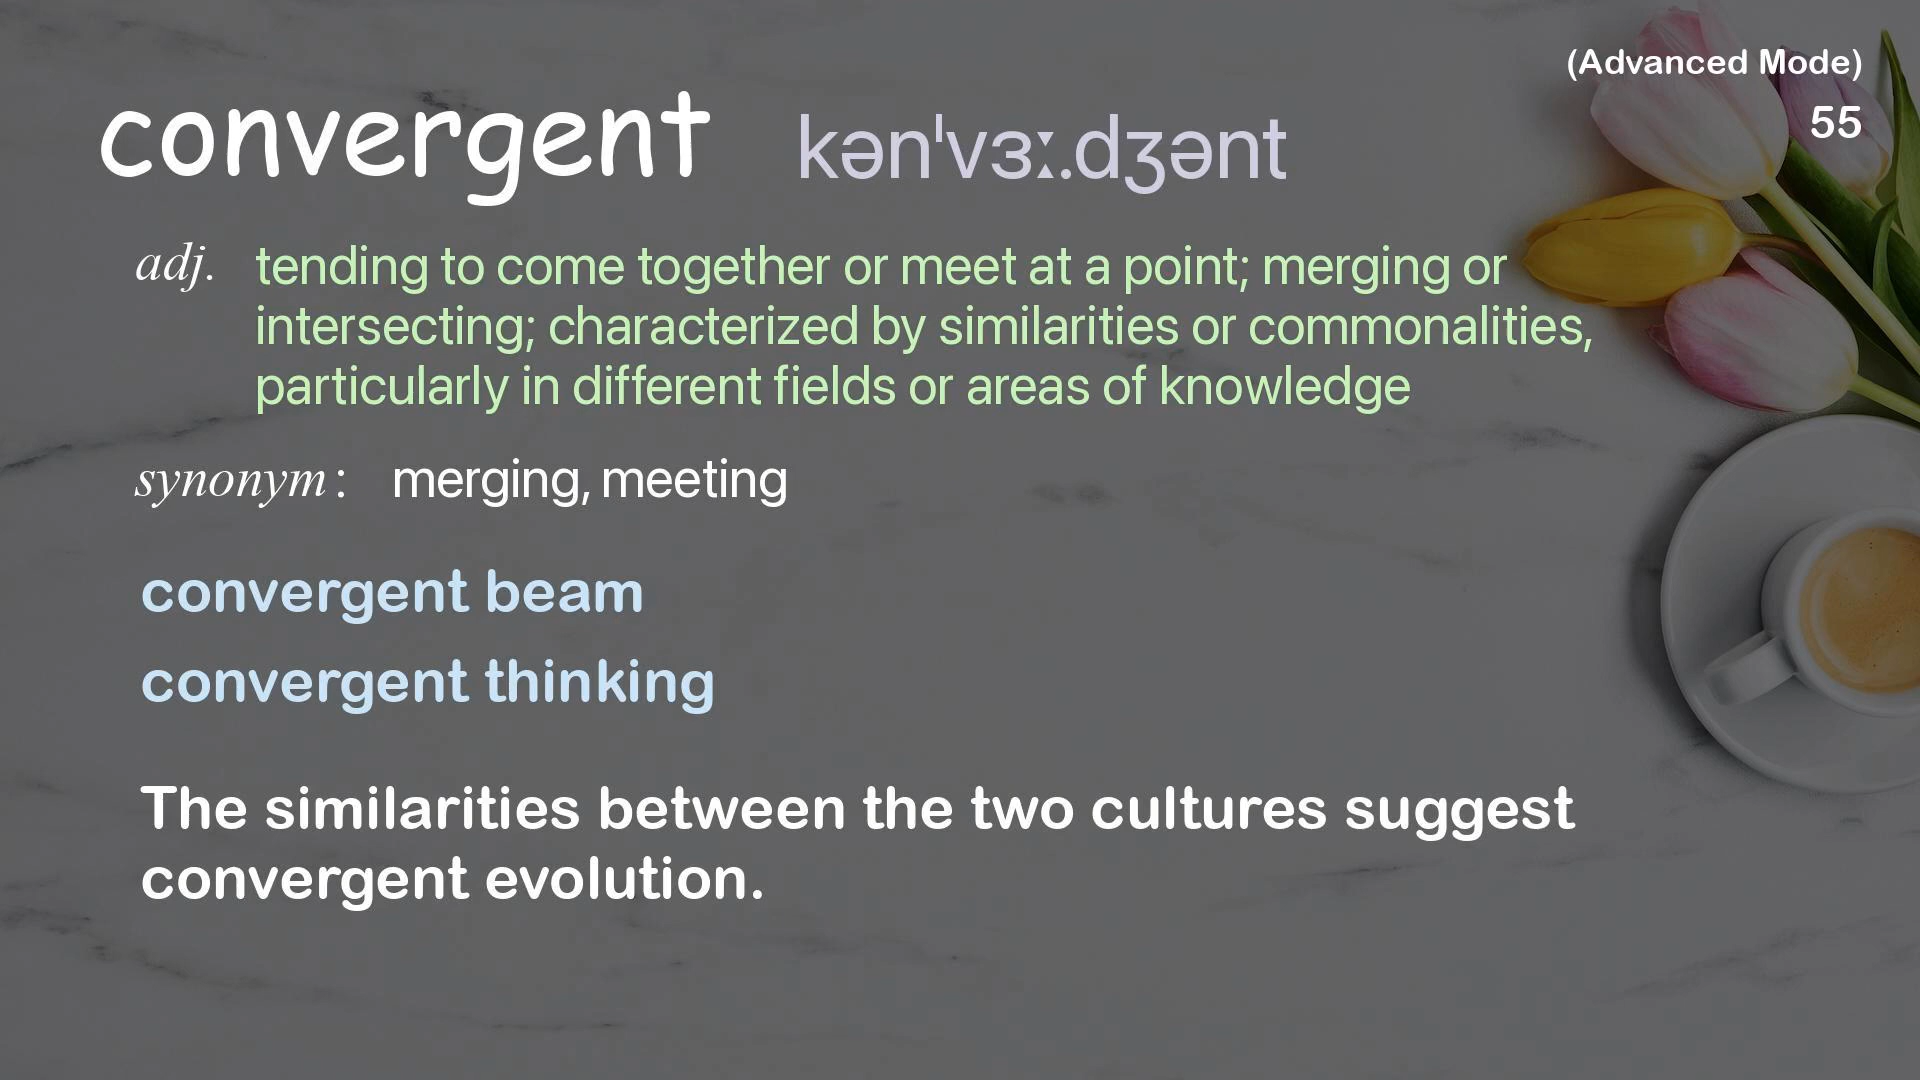 (Advanced Mode)
55
convergent kən'vɜː.dʒənt
adj. tending to come together or meet at a point; merging or
intersecting; characterized by similarities or commonalities,
particularly in different fields or areas of knowledge
synonym : merging, meeting
convergent beam
convergent thinking
The similarities between the two cultures suggest
convergent evolution.